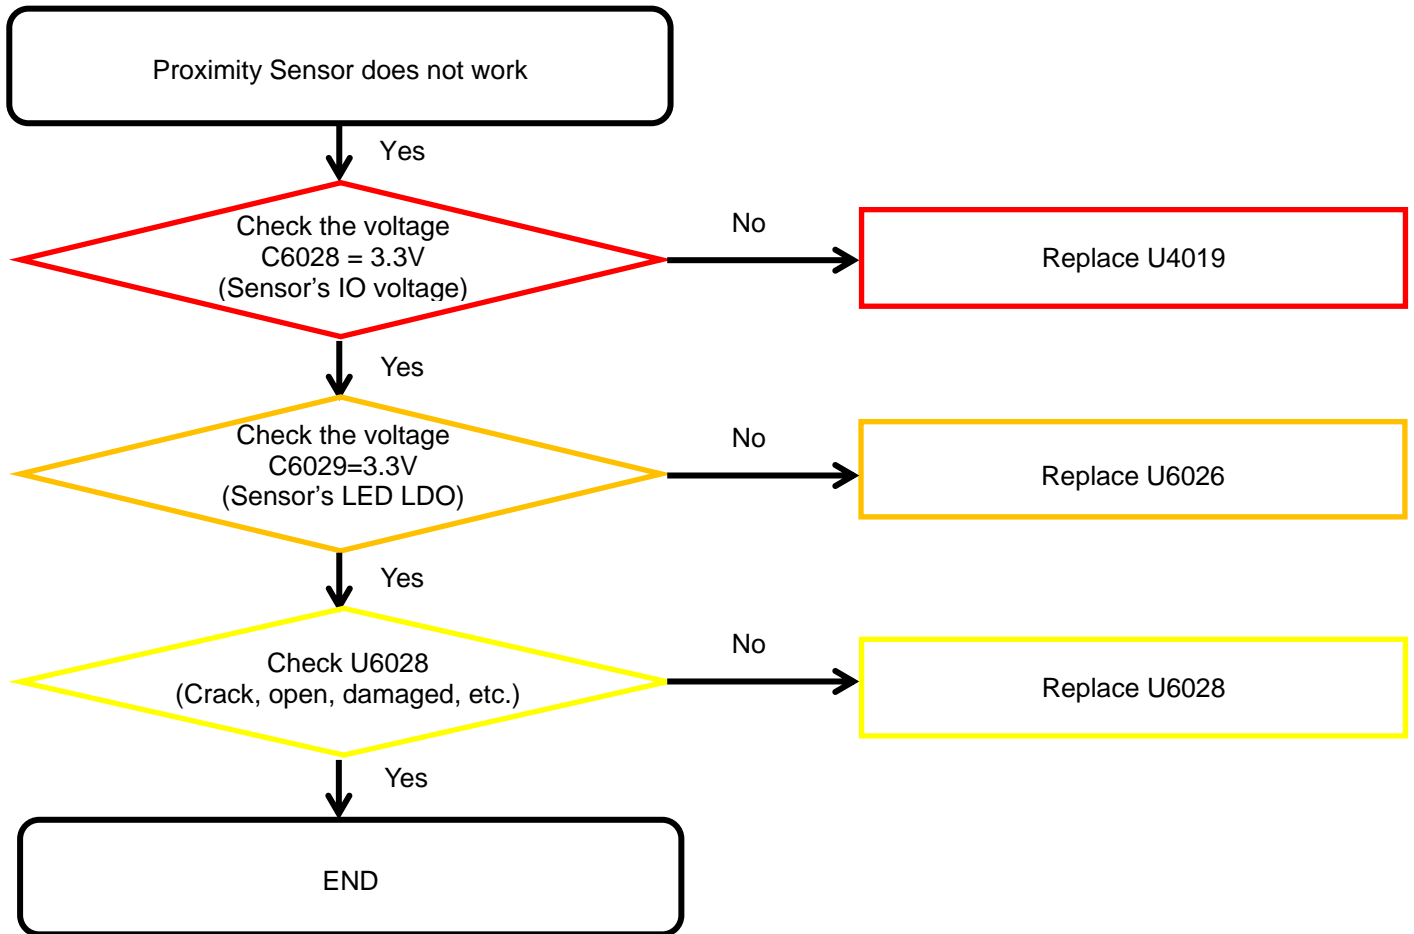 Proximity Sensor does not work
Yes
Check the voltage
C6028 = 3.3V
(Sensor's IO voltage)
No
Replace U4019
Yes
Check the voltage
C6029=3.3V
(Sensor's LED LDO)
No
Replace U6026
Yes
Check U6028
(Crack, open, damaged, etc.)
No
Replace U6028
Yes
END